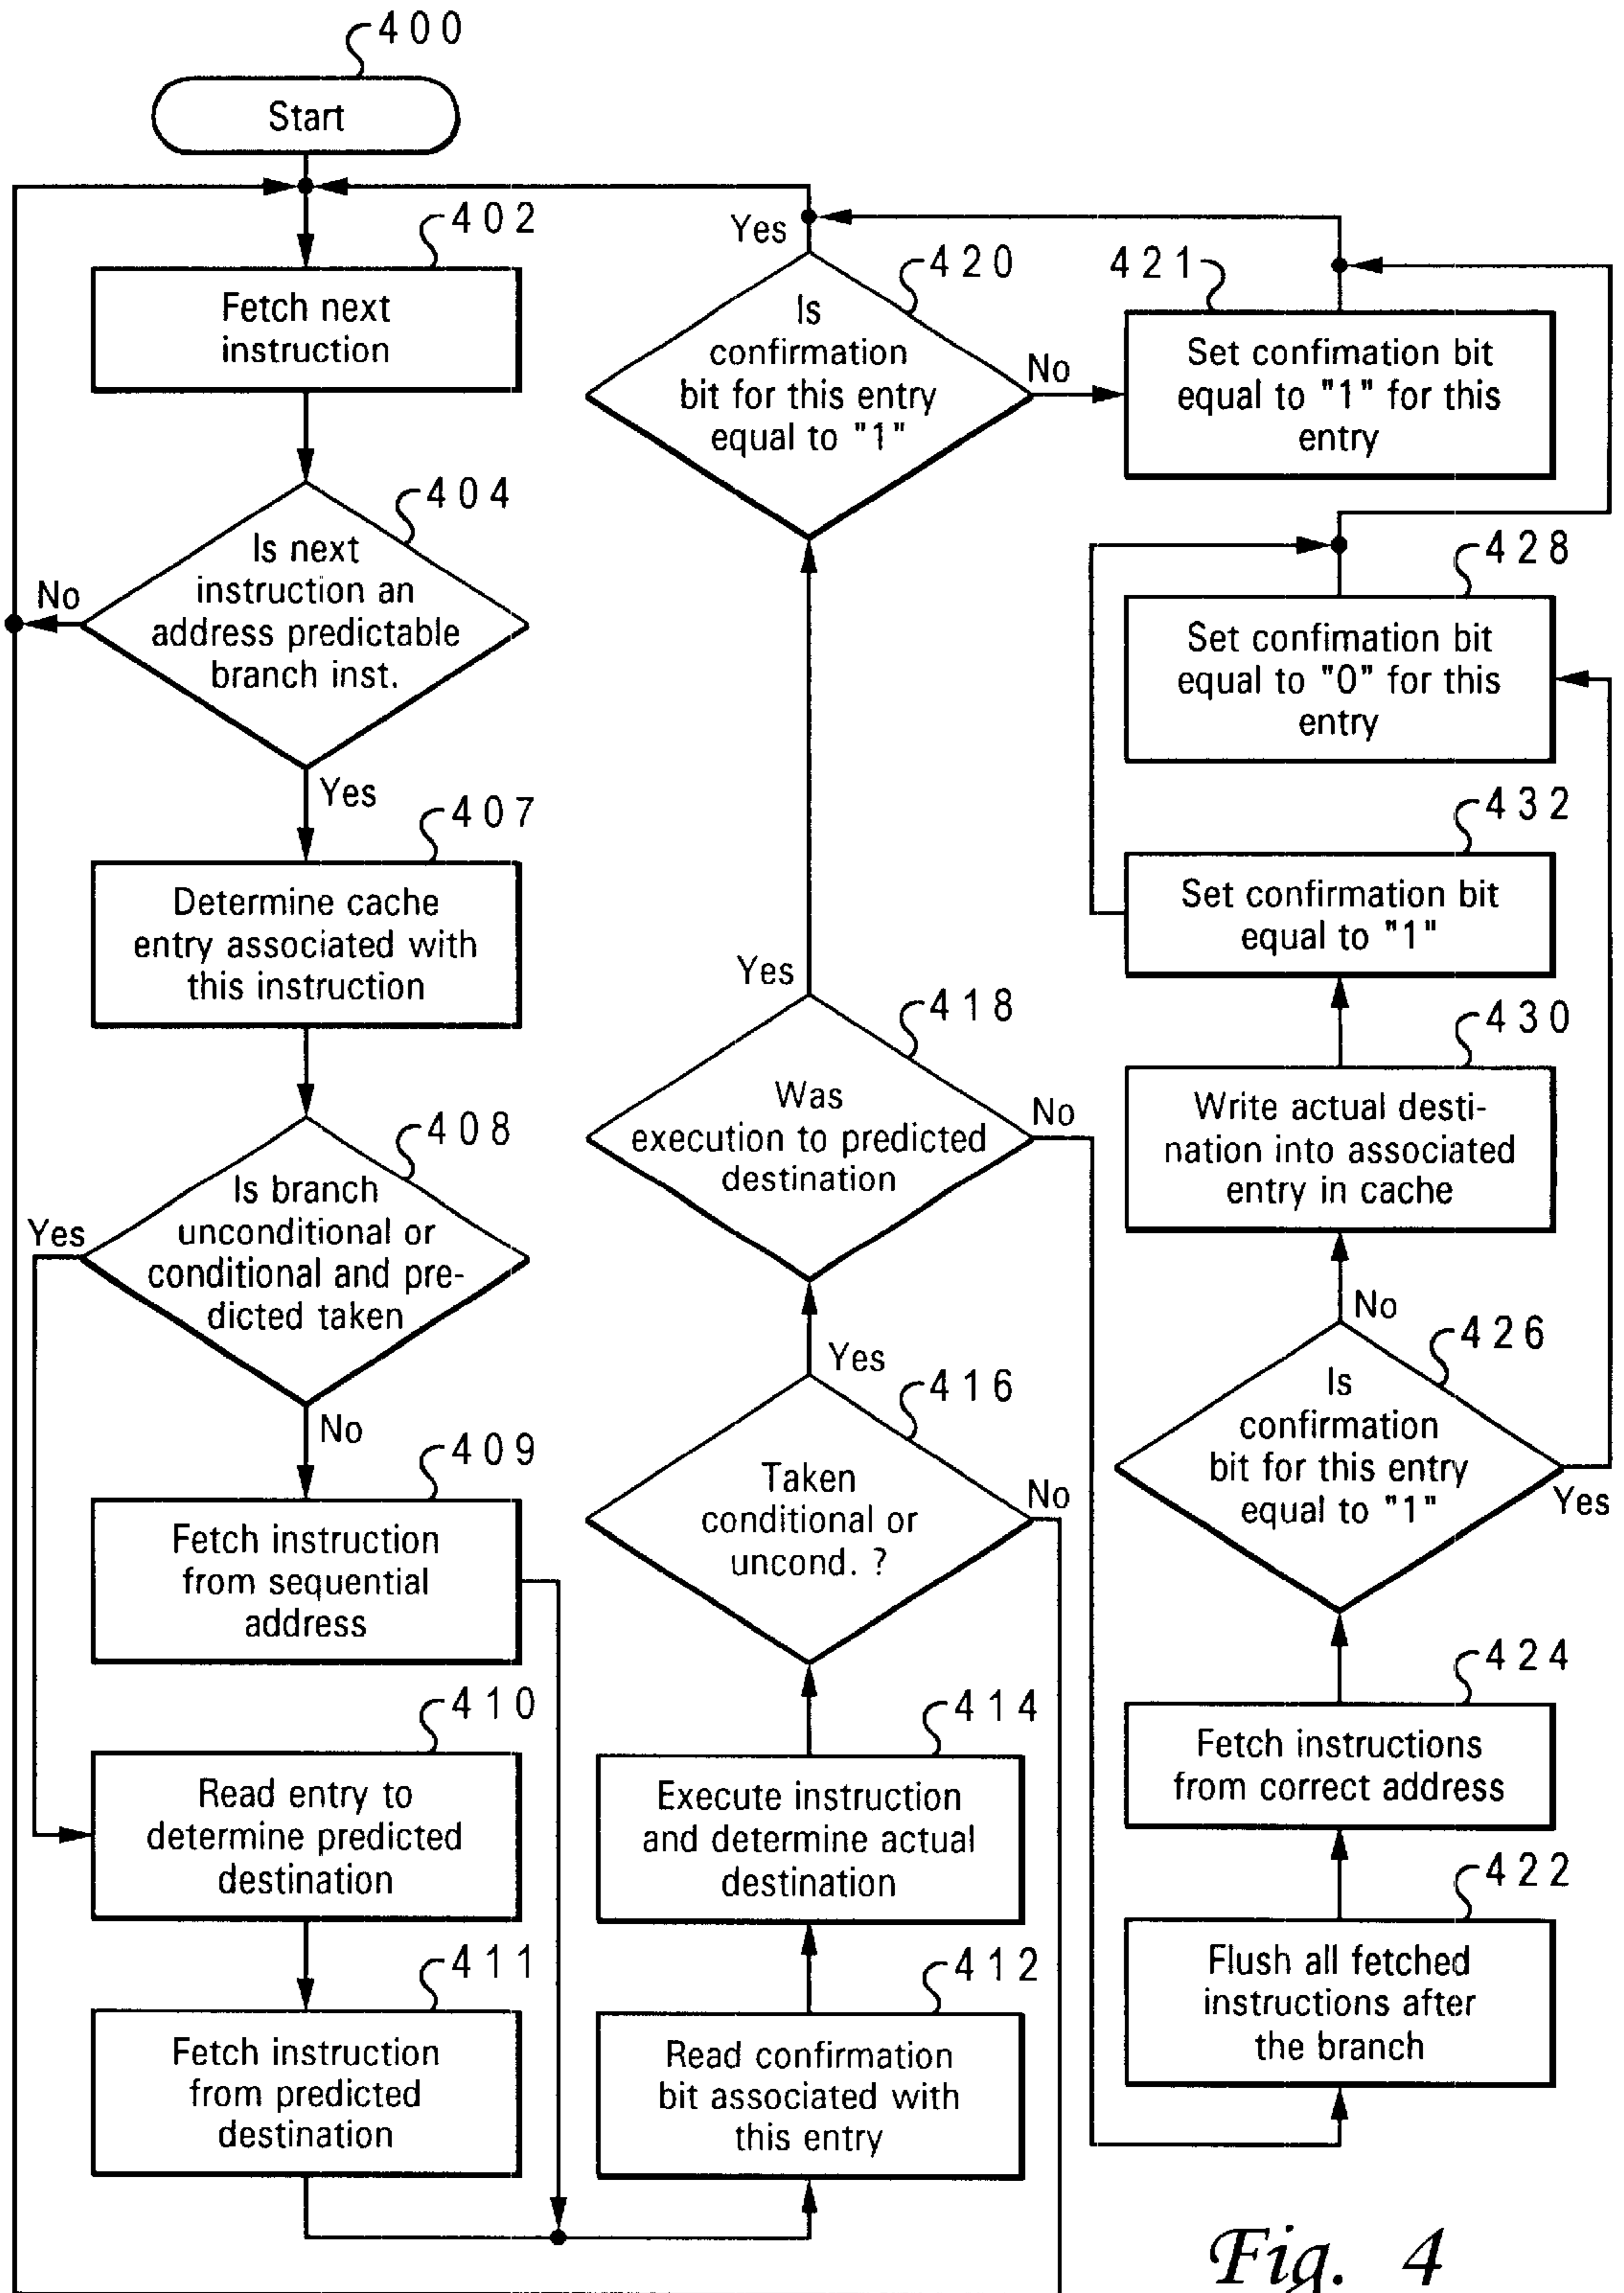 400
Start
402
Fetch next
instruction
404
Is next
instruction an
address predictable
branch inst.
No
Yes
407
Determine cache
entry associated with
this instruction
408
Is branch
unconditional or
conditional and pre-
dicted taken
Yes
No
409
Fetch instruction
from sequential
address
410
Read entry to
determine predicted
destination
411
Fetch instruction
from predicted
destination
Yes
420
Is
confirmation
bit for this entry
equal to "1"
No
Yes
418
Was
execution to predicted
destination
No
Yes
416
Taken
conditional or
uncond. ?
No
414
Execute instruction
and determine actual
destination
412
Read confirmation
bit associated with
this entry
421
Set confimation bit
equal to "1" for this
entry
428
Set confimation bit
equal to "0" for this
entry
432
Set confirmation bit
equal to "1"
430
Write actual desti-
nation into associated
entry in cache
No
426
Is
confirmation
bit for this entry
equal to "1"
Yes
424
Fetch instructions
from correct address
422
Flush all fetched
instructions after
the branch
Fig. 4